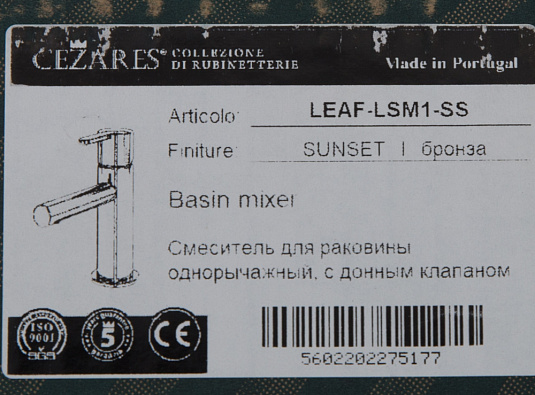 CEZARES® COLLEZIONE
DI RUBINETTERIE
Made in Portugal
Articolo: LEAF-LSM1-SS
Finiture: SUNSET | бронза
Basin mixer
Смеситель для раковины
однорычажный, с донным клапаном
ISO
9001
SGS
5
CE
5602202275177